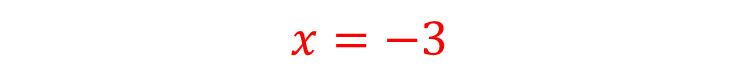 x = −3